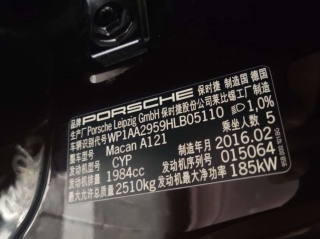 品牌 PORSCHE 保时捷 制造国 德国
生产厂 Porsche Leipzig GmbH 保时捷股份公司莱比锡工厂制造
车辆识别代号 WP1AA2959HLB05110 1,0%
整车型号 Macan A121 乘坐人数 5
发动机型号 CYP 制造年月 2016.02
发动机排量 1984cc 发动机序号 015064
最大允许总质量 2510kg 发动机最大净功率 185kW